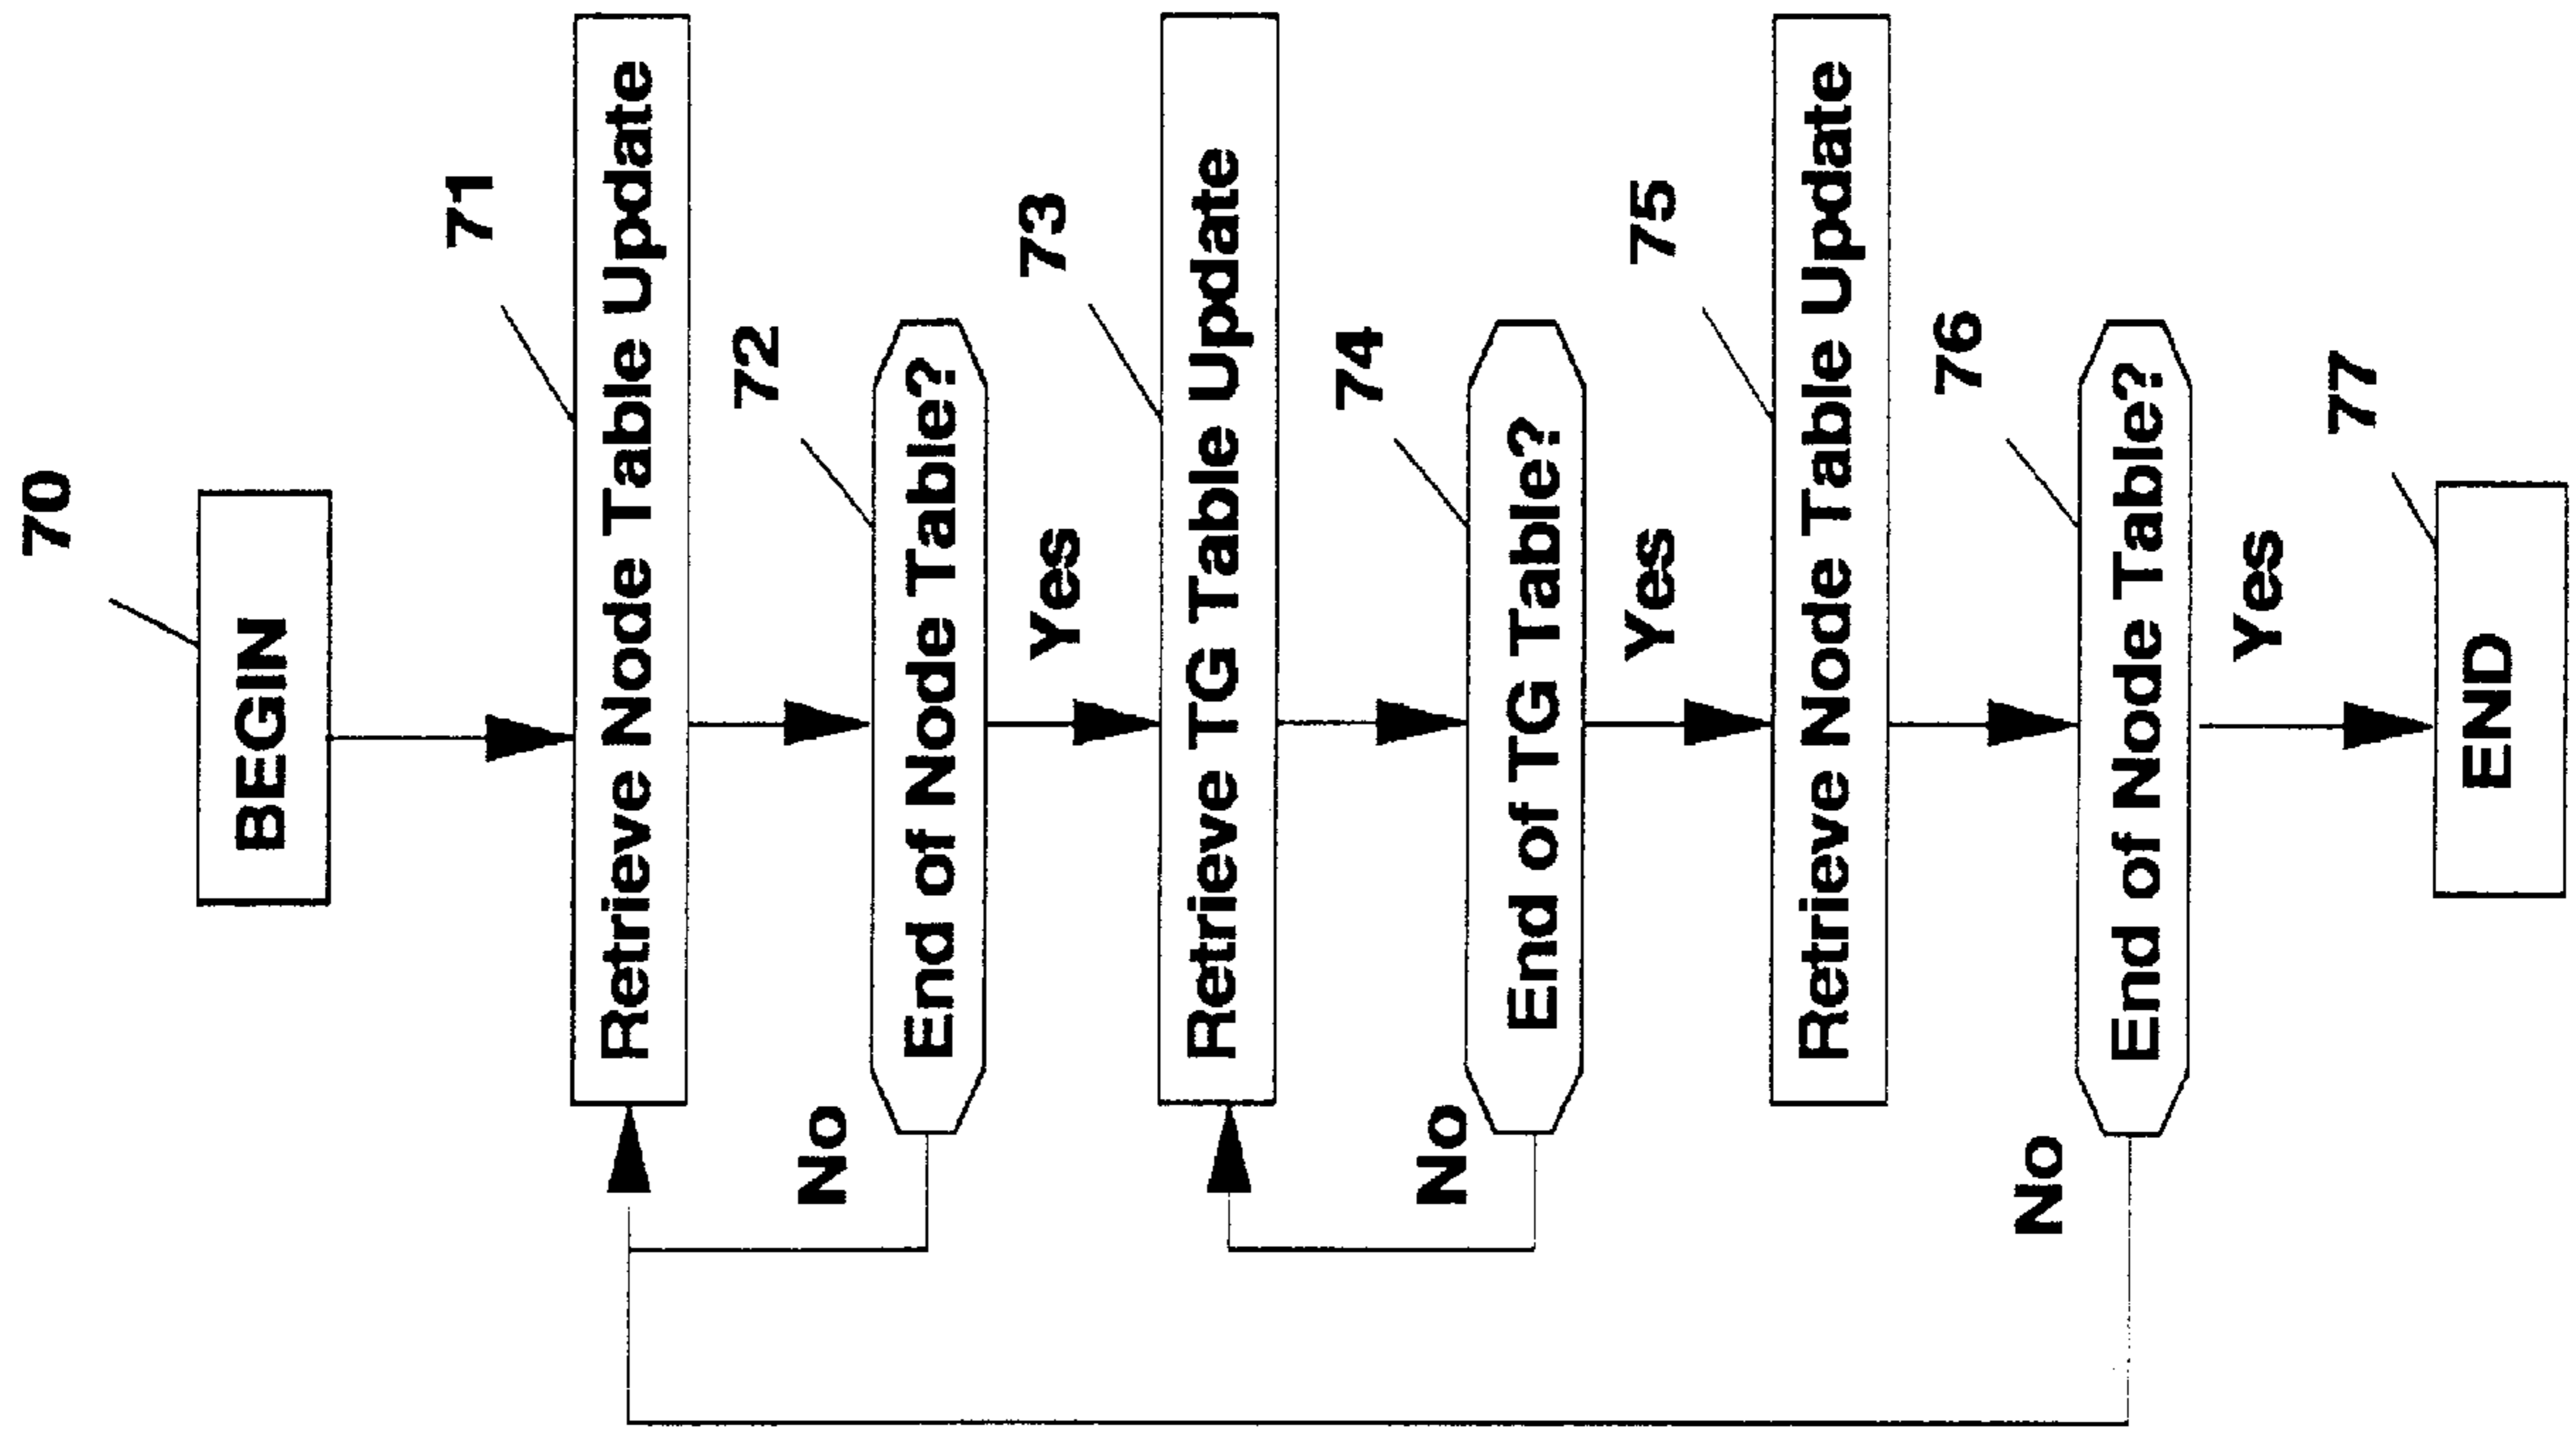 70
BEGIN
71
Retrieve Node Table Update
72
No
End of Node Table?
Yes
73
Retrieve TG Table Update
74
No
End of TG Table?
Yes
75
Retrieve Node Table Update
76
No
End of Node Table?
Yes
77
END